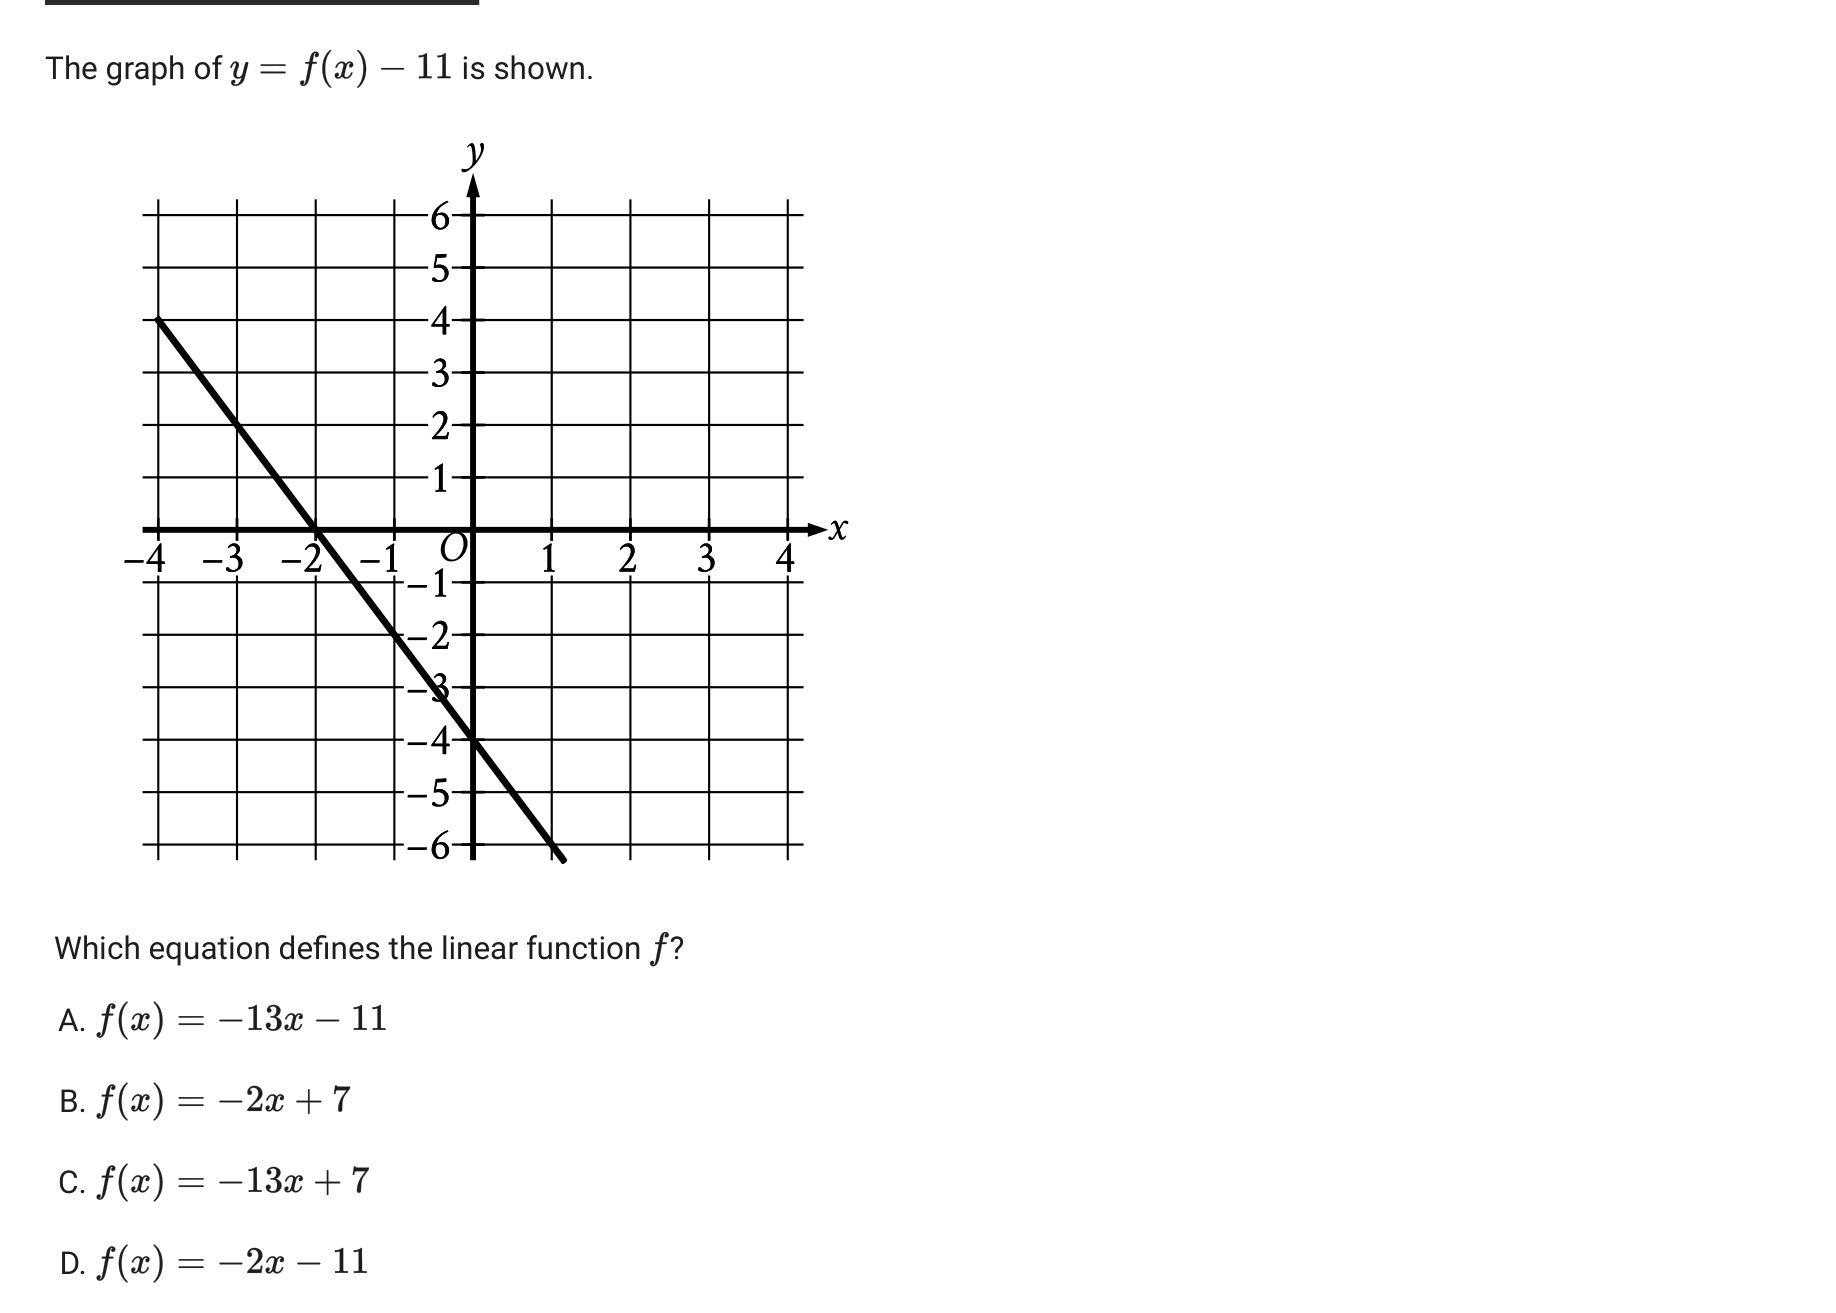 The graph of y = f(x) − 11 is shown.
y
6
5
4
3
2
1
x
−4 −3 −2 −1 O 1 2 3 4
−1
−2
−3
−4
−5
−6
Which equation defines the linear function f?
A. f(x) = −13x − 11
B. f(x) = −2x + 7
C. f(x) = −13x + 7
D. f(x) = −2x − 11